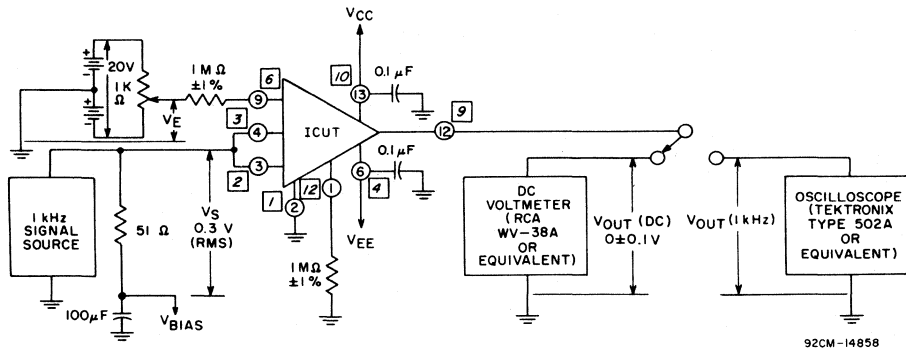 VCC
20V
1 K
Ω
VE
1 MΩ
±1%
6
9
3
4
2
3
ICUT
1
2
12
1
10
13
0.1 μF
9
12
0.1 μF
6
4
VEE
1 kHz
SIGNAL
SOURCE
51 Ω
VS
0.3 V
(RMS)
100μF
VBIAS
1 MΩ
±1%
DC
VOLTMETER
(RCA
WV-38A
OR
EQUIVALENT)
VOUT (DC)
0±0.1V
VOUT (1kHz)
OSCILLOSCOPE
(TEKTRONIX
TYPE 502A
OR
EQUIVALENT)
92CM-14858